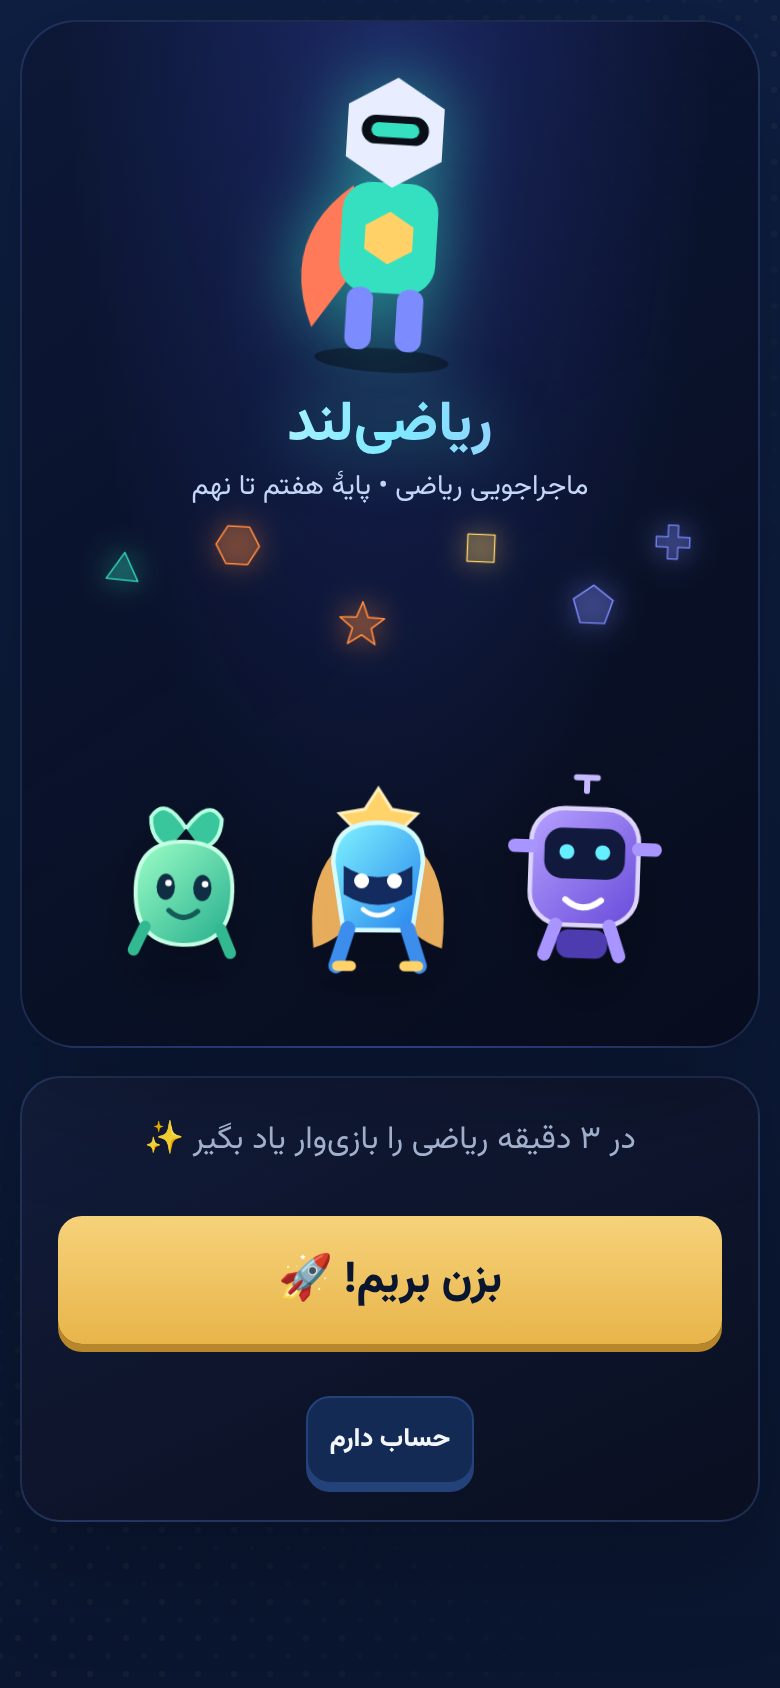 ریاضی‌لند
ماجراجویی ریاضی • پایهٔ هفتم تا نهم
در ۳ دقیقه ریاضی را بازی‌وار یاد بگیر ✨
بزن بریم! 🚀
حساب دارم